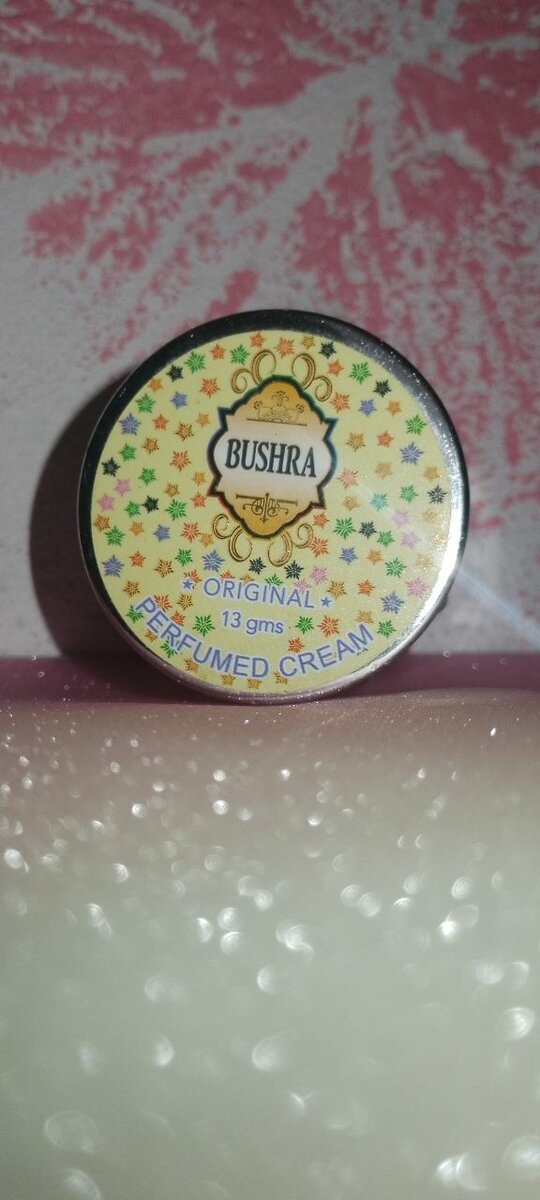 BUSHRA
ORIGINAL
13 gms
PERFUMED CREAM